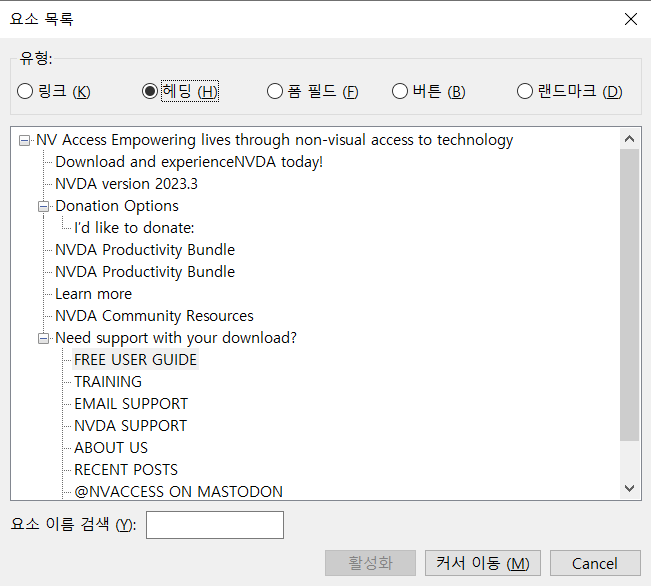 요소 목록
유형:
링크 (K) 헤딩 (H) 폼 필드 (F) 버튼 (B) 랜드마크 (D)
NV Access Empowering lives through non-visual access to technology
Download and experienceNVDA today!
NVDA version 2023.3
Donation Options
I'd like to donate:
NVDA Productivity Bundle
NVDA Productivity Bundle
Learn more
NVDA Community Resources
Need support with your download?
FREE USER GUIDE
TRAINING
EMAIL SUPPORT
NVDA SUPPORT
ABOUT US
RECENT POSTS
@NVACCESS ON MASTODON
요소 이름 검색 (Y):
활성화 커서 이동 (M) Cancel